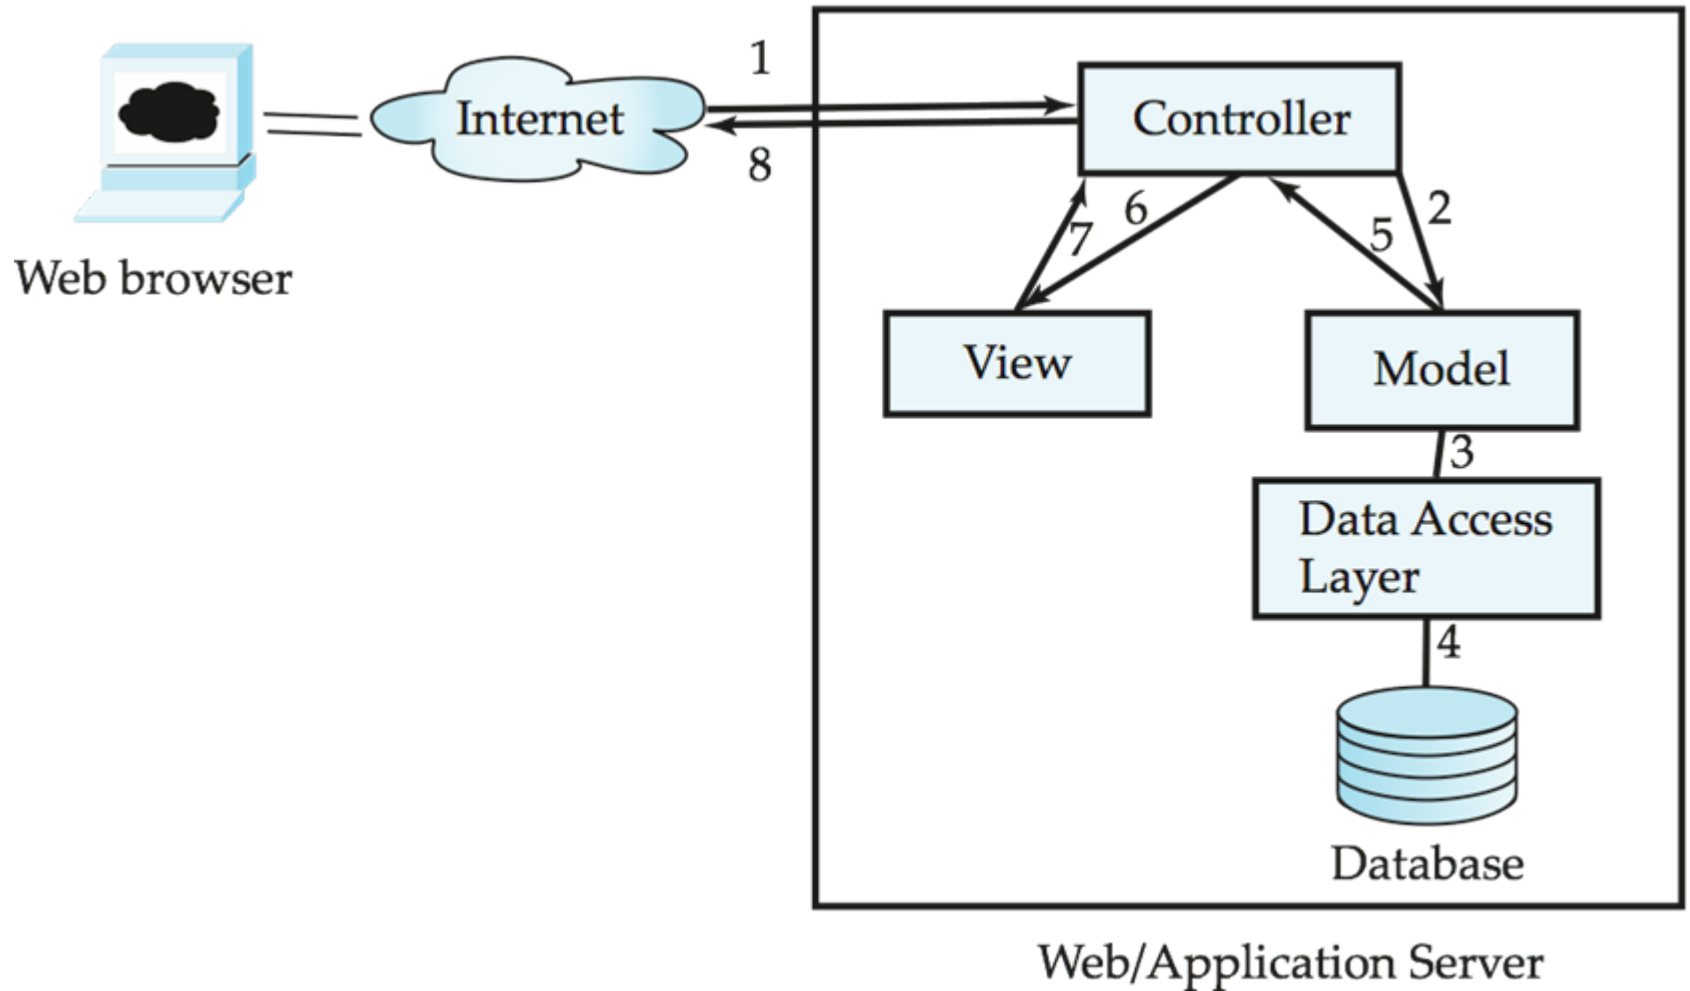 1
Internet
Controller
8
Web browser
6
7
5
2
View
Model
3
Data Access
Layer
4
Database
Web/Application Server